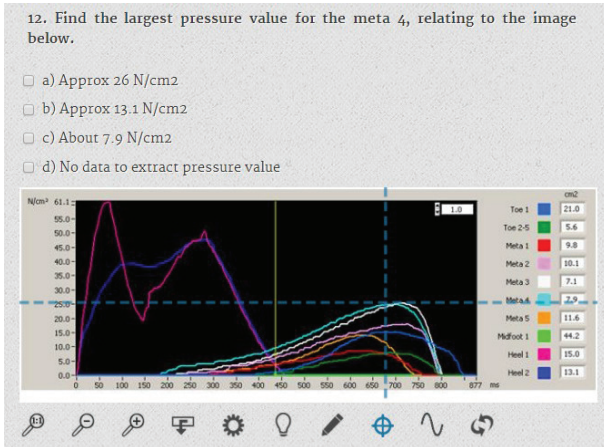 12. Find the largest pressure value for the meta 4, relating to the image
below.
a) Approx 26 N/cm2
b) Approx 13.1 N/cm2
c) About 7.9 N/cm2
d) No data to extract pressure value
N/cm² 61.1
55.0
50.0
45.0
40.0
35.0
30.0
25.0
20.0
15.0
10.0
5.0
0.0
0 50 100 150 200 250 300 350 400 450 500 550 600 650 700 750 800 877 ms
1.0
cm2
Toe 1 21.0
Toe 2-5 5.6
Meta 1 9.8
Meta 2 10.1
Meta 3 7.1
Meta 4 7.9
Meta 5 11.6
Midfoot 1 44.2
Heel 1 15.0
Heel 2 13.1
1:1